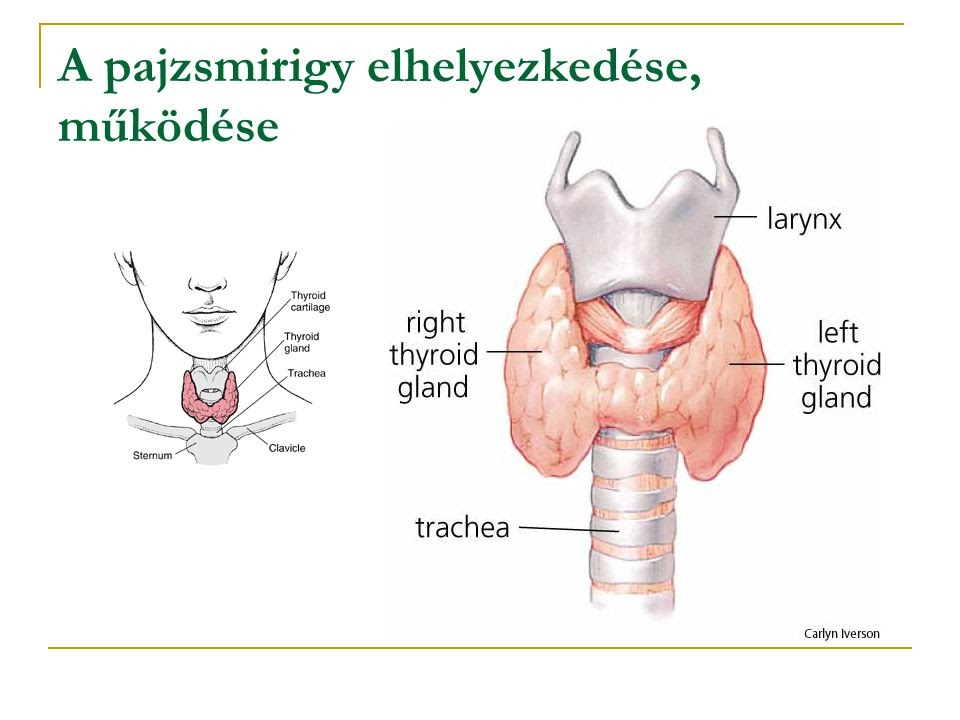 A pajzsmirigy elhelyezkedése,
működése
Thyroid
cartilage
Thyroid
gland
Trachea
Sternum
Clavicle
larynx
right
thyroid
gland
left
thyroid
gland
trachea
Carlyn Iverson